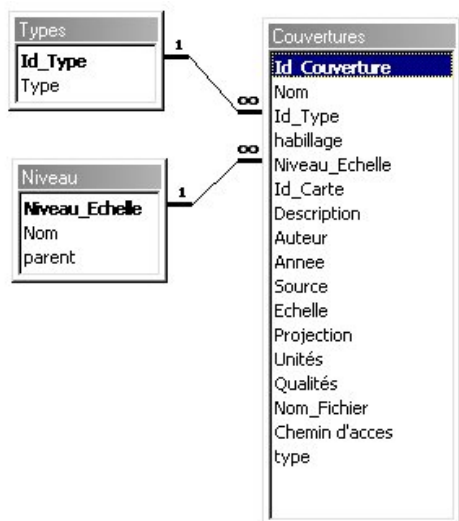 Types
Id_Type
Type
1
∞
Niveau
Niveau_Echelle
Nom
parent
1
∞
Couvertures
Id_Couverture
Nom
Id_Type
habillage
Niveau_Echelle
Id_Carte
Description
Auteur
Annee
Source
Echelle
Projection
Unités
Qualités
Nom_Fichier
Chemin d'acces
type